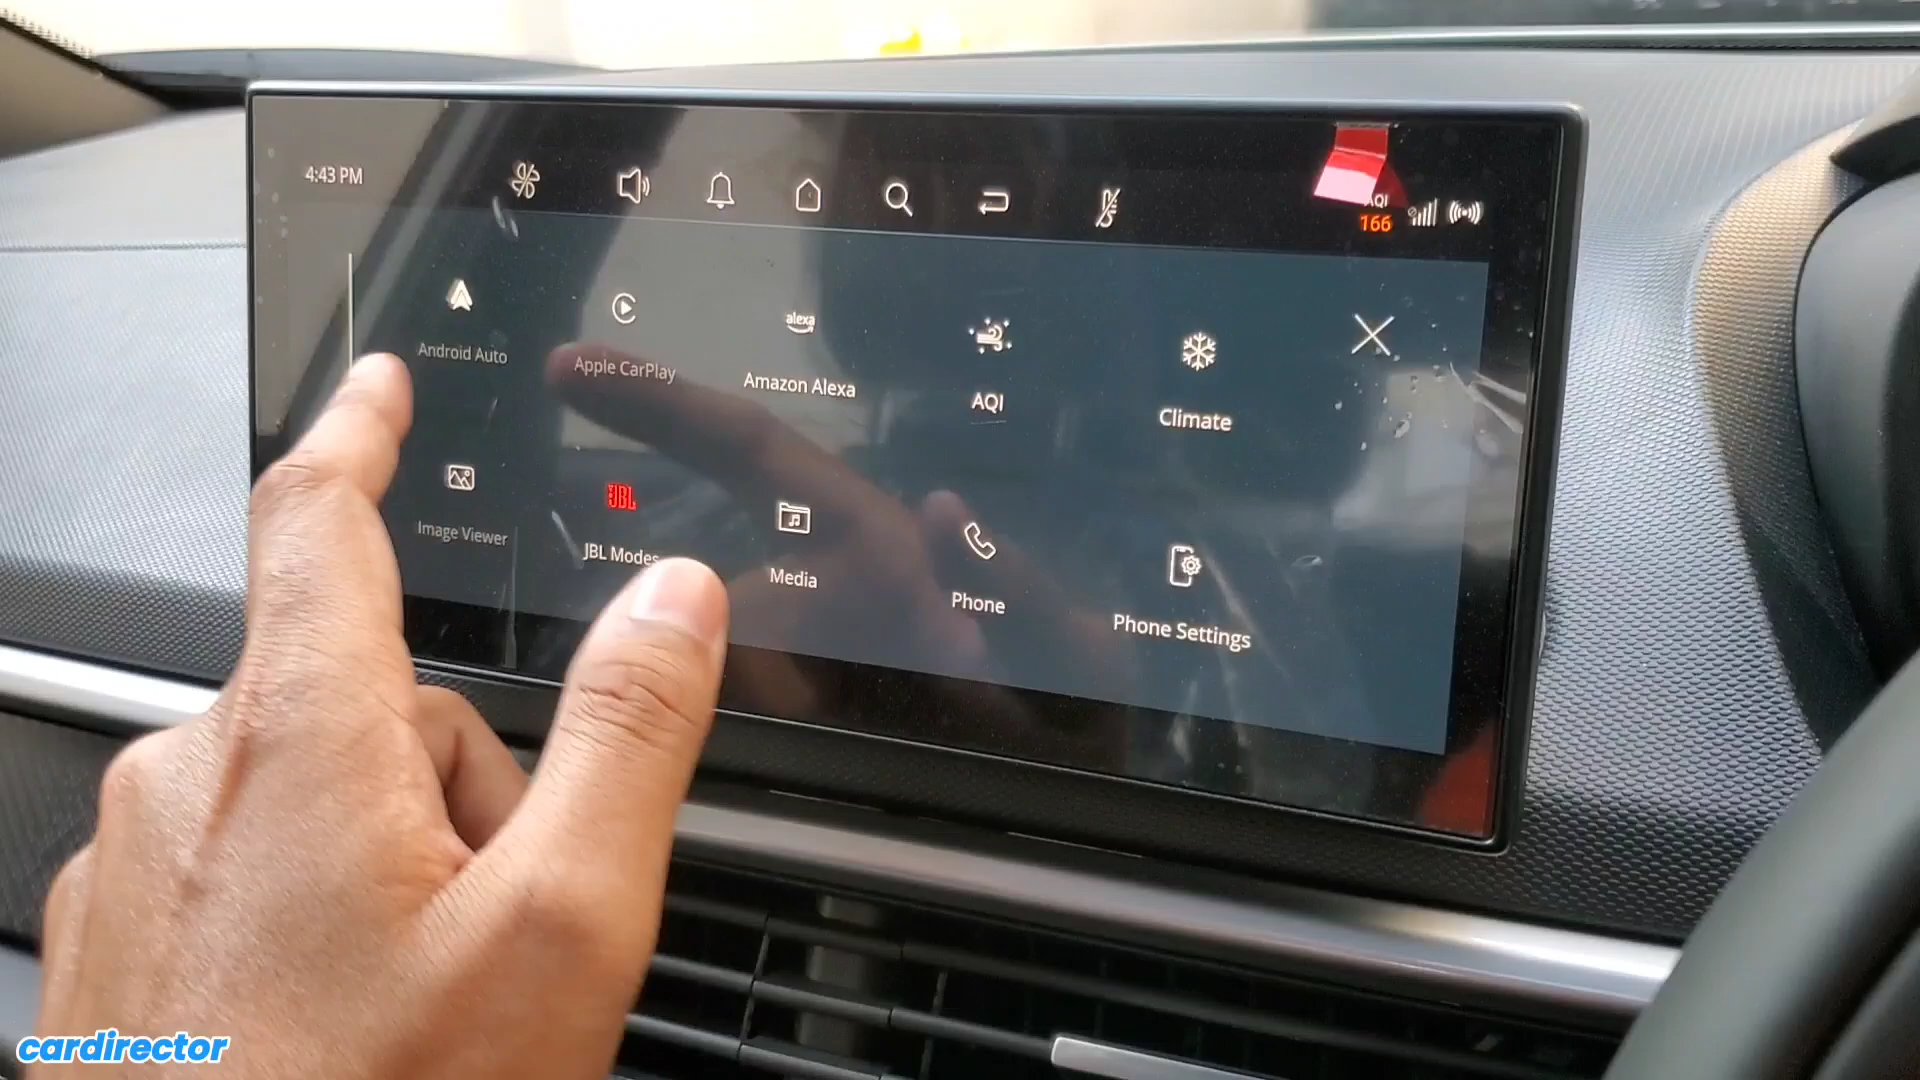 4:43 PM
AQI
166
Android Auto
Apple CarPlay
alexa
Amazon Alexa
AQI
Climate
Image Viewer
JBL
JBL Modes
Media
Phone
Phone Settings
cardirector